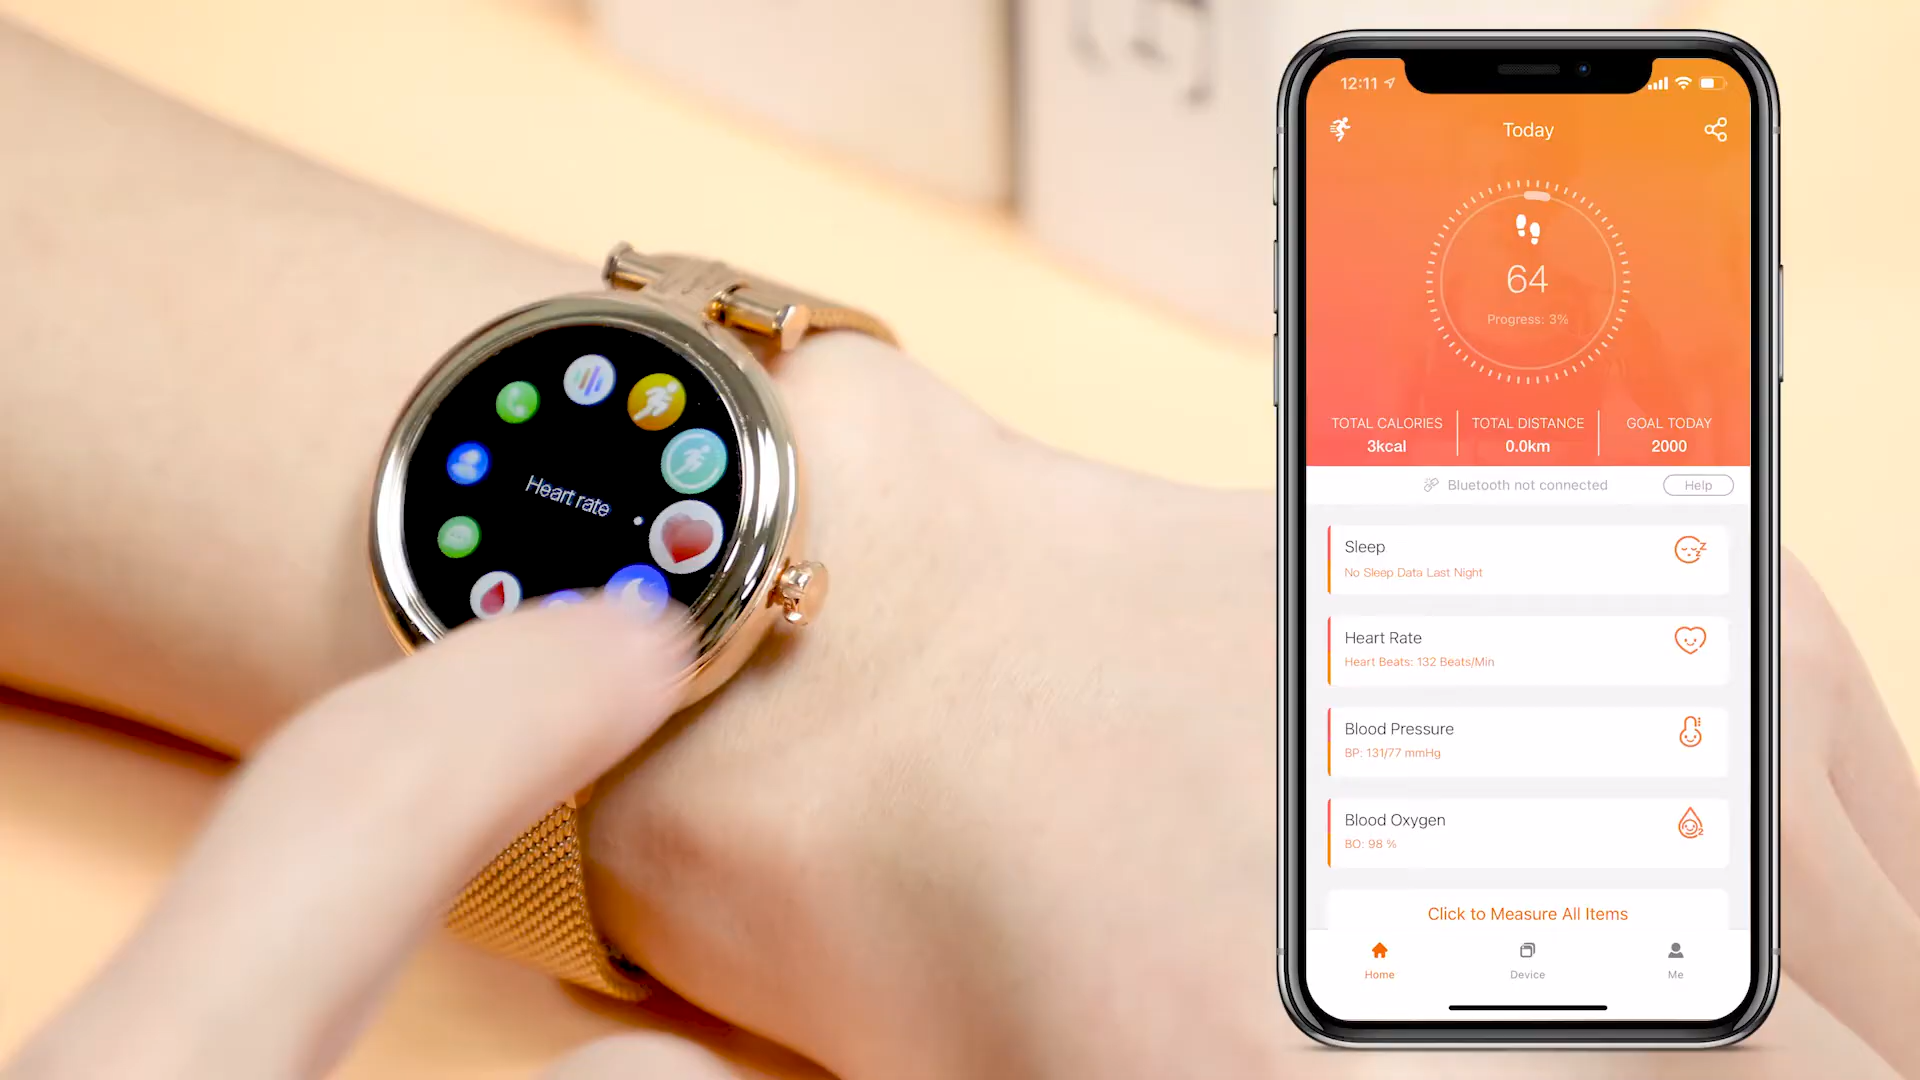 Heart rate
12:11
Today
64
Progress: 3%
TOTAL CALORIES
3kcal
TOTAL DISTANCE
0.0km
GOAL TODAY
2000
Bluetooth not connected
Help
Sleep
No Sleep Data Last Night
Heart Rate
Heart Beats: 132 Beats/Min
Blood Pressure
BP: 131/77 mmHg
Blood Oxygen
BO: 98 %
Click to Measure All Items
Home
Device
Me